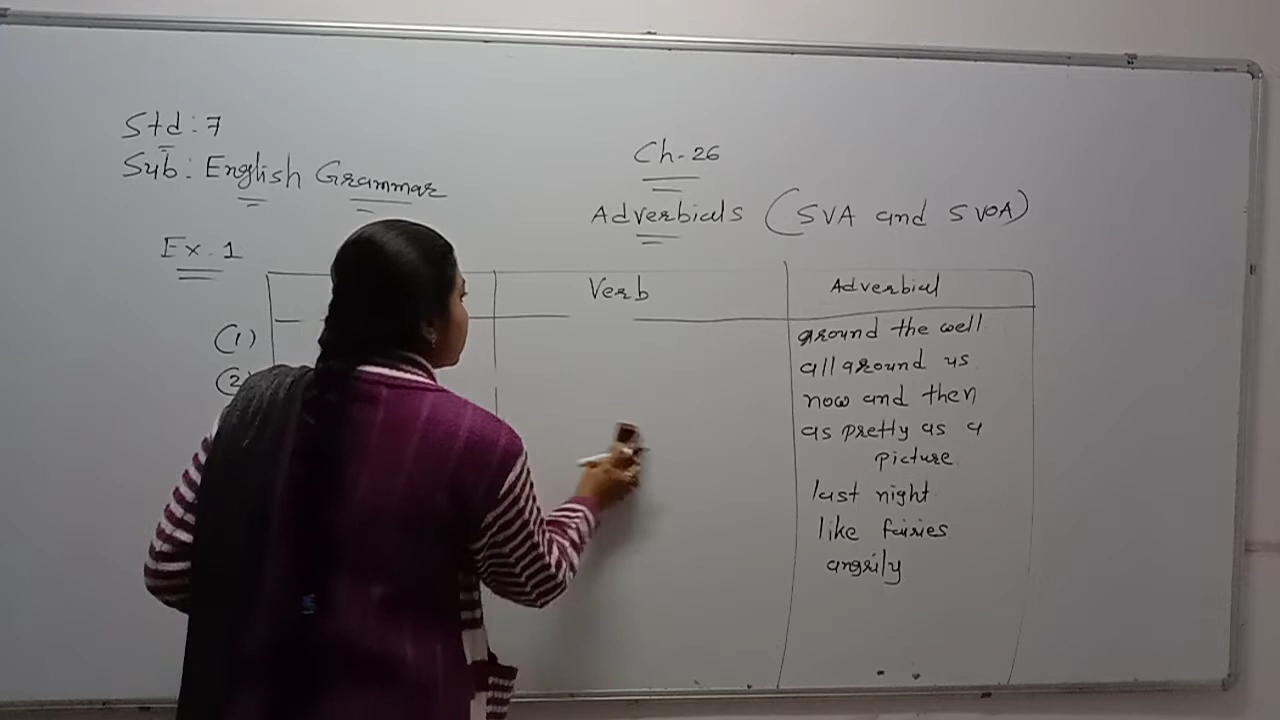 Std: 7
Sub: English Grammar
Ch-26
Adverbials (SVA and SVOA)
Ex. 1
Verb
Adverbial
(1)
around the well
(2)
all around us
now and then
as pretty as a
picture.
last night
like fairies
angrily